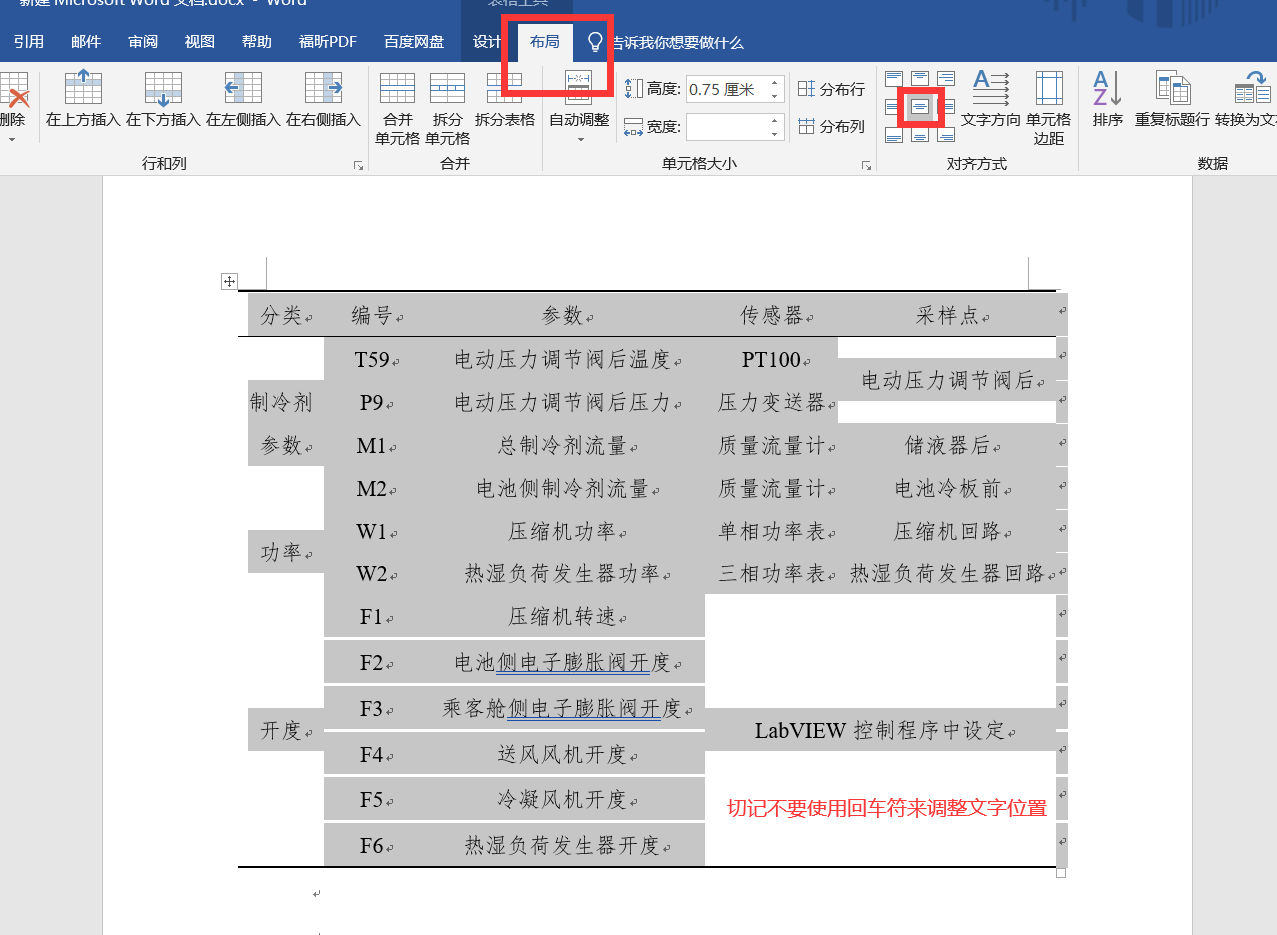 新建 Microsoft Word 文档.docx - Word
表格工具
引用 邮件 审阅 视图 帮助 福昕PDF 百度网盘 设计 布局 告诉我你想要做什么
删除 在上方插入 在下方插入 在左侧插入 在右侧插入 合并单元格 拆分单元格 拆分表格 自动调整 高度: 0.75 厘米 分布行 文字方向 单元格边距 排序 重复标题行 转换为文
宽度: 分布列
行和列 合并 单元格大小 对齐方式 数据
分类 编号 参数 传感器 采样点
T59 电动压力调节阀后温度 PT100 电动压力调节阀后
制冷剂参数 P9 电动压力调节阀后压力 压力变送器
M1 总制冷剂流量 质量流量计 储液器后
M2 电池侧制冷剂流量 质量流量计 电池冷板前
功率 W1 压缩机功率 单相功率表 压缩机回路
W2 热湿负荷发生器功率 三相功率表 热湿负荷发生器回路
F1 压缩机转速
F2 电池侧电子膨胀阀开度
F3 乘客舱侧电子膨胀阀开度
开度 LabVIEW 控制程序中设定
F4 送风风机开度
F5 冷凝风机开度
切记不要使用回车符来调整文字位置
F6 热湿负荷发生器开度